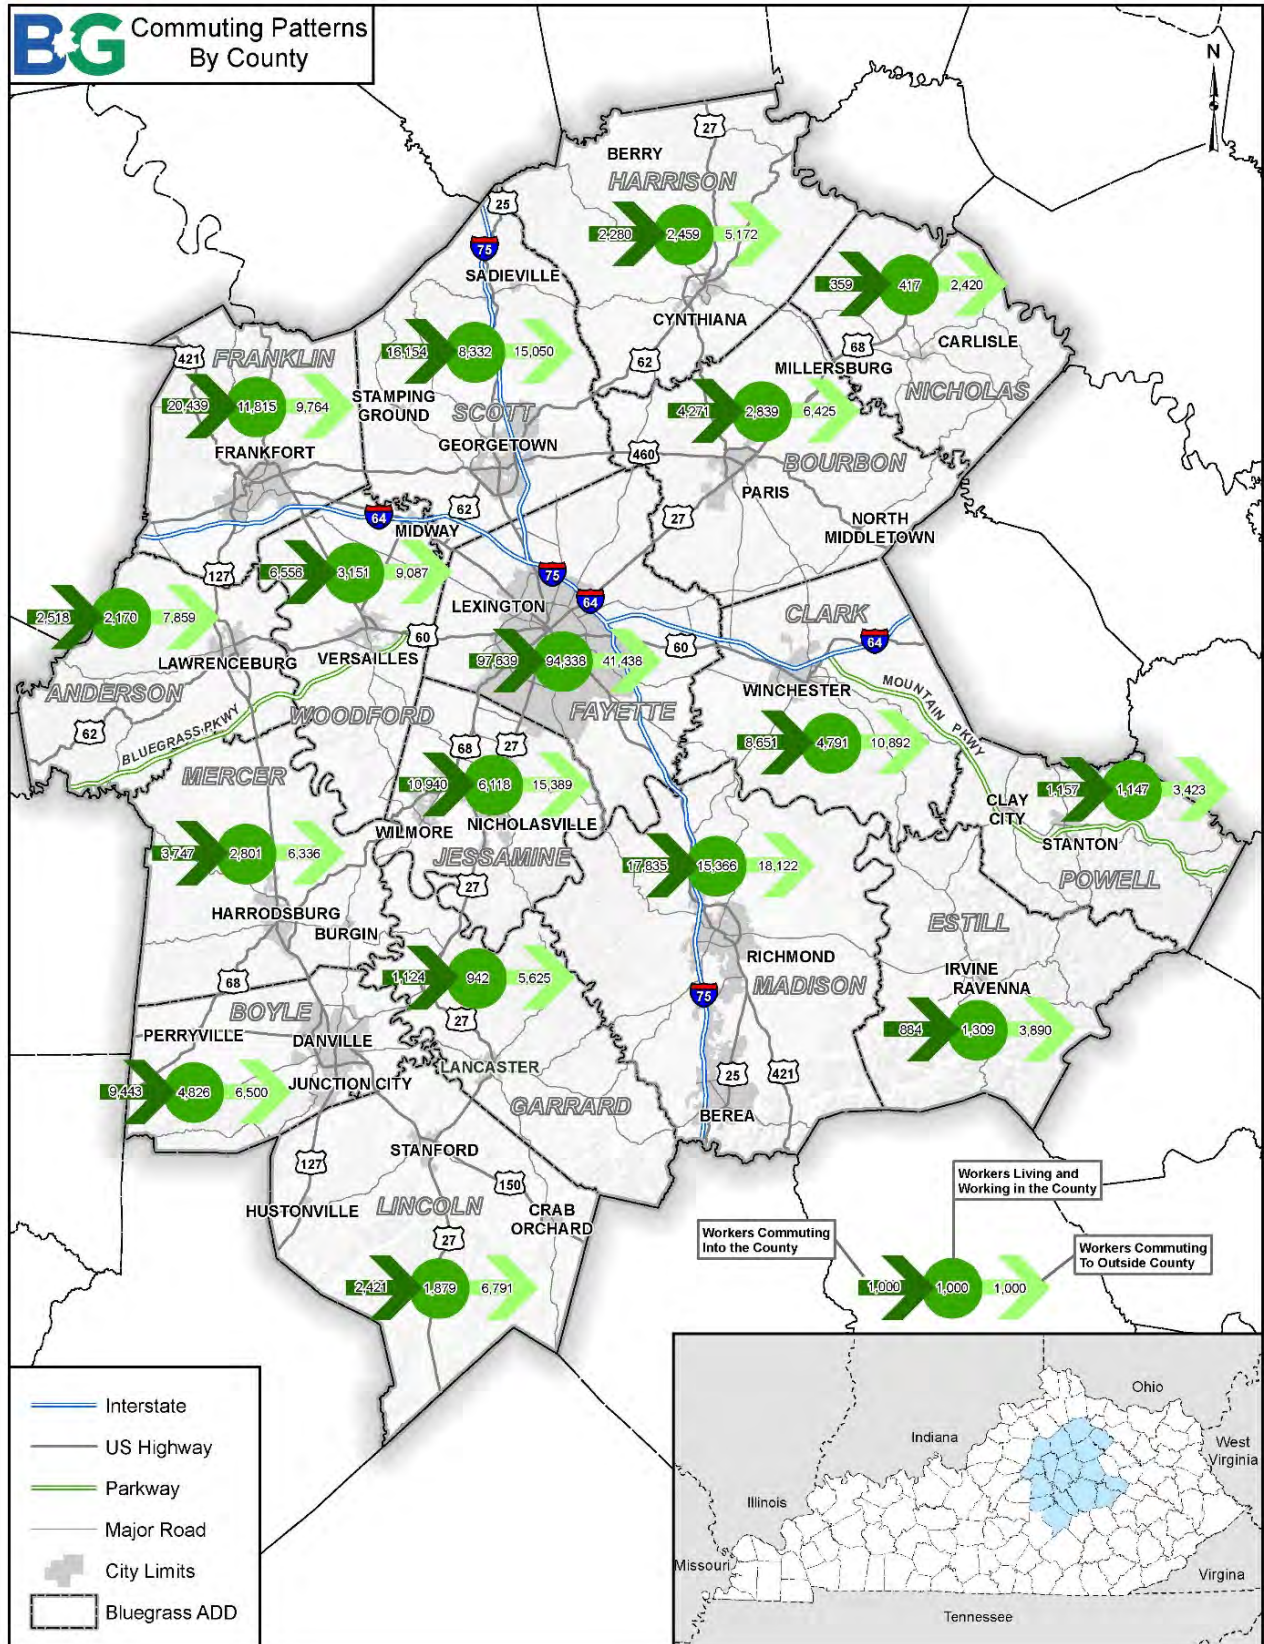 BG
Commuting Patterns
By County
N
27
BERRY
HARRISON
2,280
2,459
5,172
25
75
SADIEVILLE
359
417
2,420
CYNTHIANA
CARLISLE
68
MILLERSBURG
NICHOLAS
62
421
FRANKLIN
16,154
8,332
15,050
STAMPING
GROUND
SCOTT
GEORGETOWN
20,439
11,815
9,764
FRANKFORT
4,271
2,839
6,425
460
BOURBON
PARIS
NORTH
MIDDLETOWN
27
62
64
MIDWAY
127
6,556
3,151
9,087
75
64
LEXINGTON
CLARK
64
2,518
2,170
7,859
LAWRENCEBURG
VERSAILLES
60
60
97,639
94,338
41,438
WINCHESTER
MOUNTAIN PKWY
ANDERSON
WOODFORD
FAYETTE
62
BLUEGRASS PKWY
MERCER
68
27
8,651
4,791
10,892
10,940
6,118
15,389
1,157
1,147
3,423
CLAY
CITY
STANTON
POWELL
WILMORE
NICHOLASVILLE
JESSAMINE
27
3,747
2,801
6,336
17,835
15,366
18,122
HARRODSBURG
BURGIN
ESTILL
68
1,124
942
5,625
RICHMOND
MADISON
IRVINE
RAVENNA
75
BOYLE
27
PERRYVILLE
DANVILLE
884
1,309
3,890
LANCASTER
JUNCTION CITY
25
421
9,443
4,826
6,500
GARRARD
BEREA
STANFORD
127
150
LINCOLN
HUSTONVILLE
CRAB
ORCHARD
27
2,421
1,879
6,791
Workers Living and
Working in the County
Workers Commuting
Into the County
Workers Commuting
To Outside County
1,000
1,000
1,000
Interstate
US Highway
Parkway
Major Road
City Limits
Bluegrass ADD
Ohio
Indiana
West
Virginia
Illinois
Missouri
Virgina
Tennessee